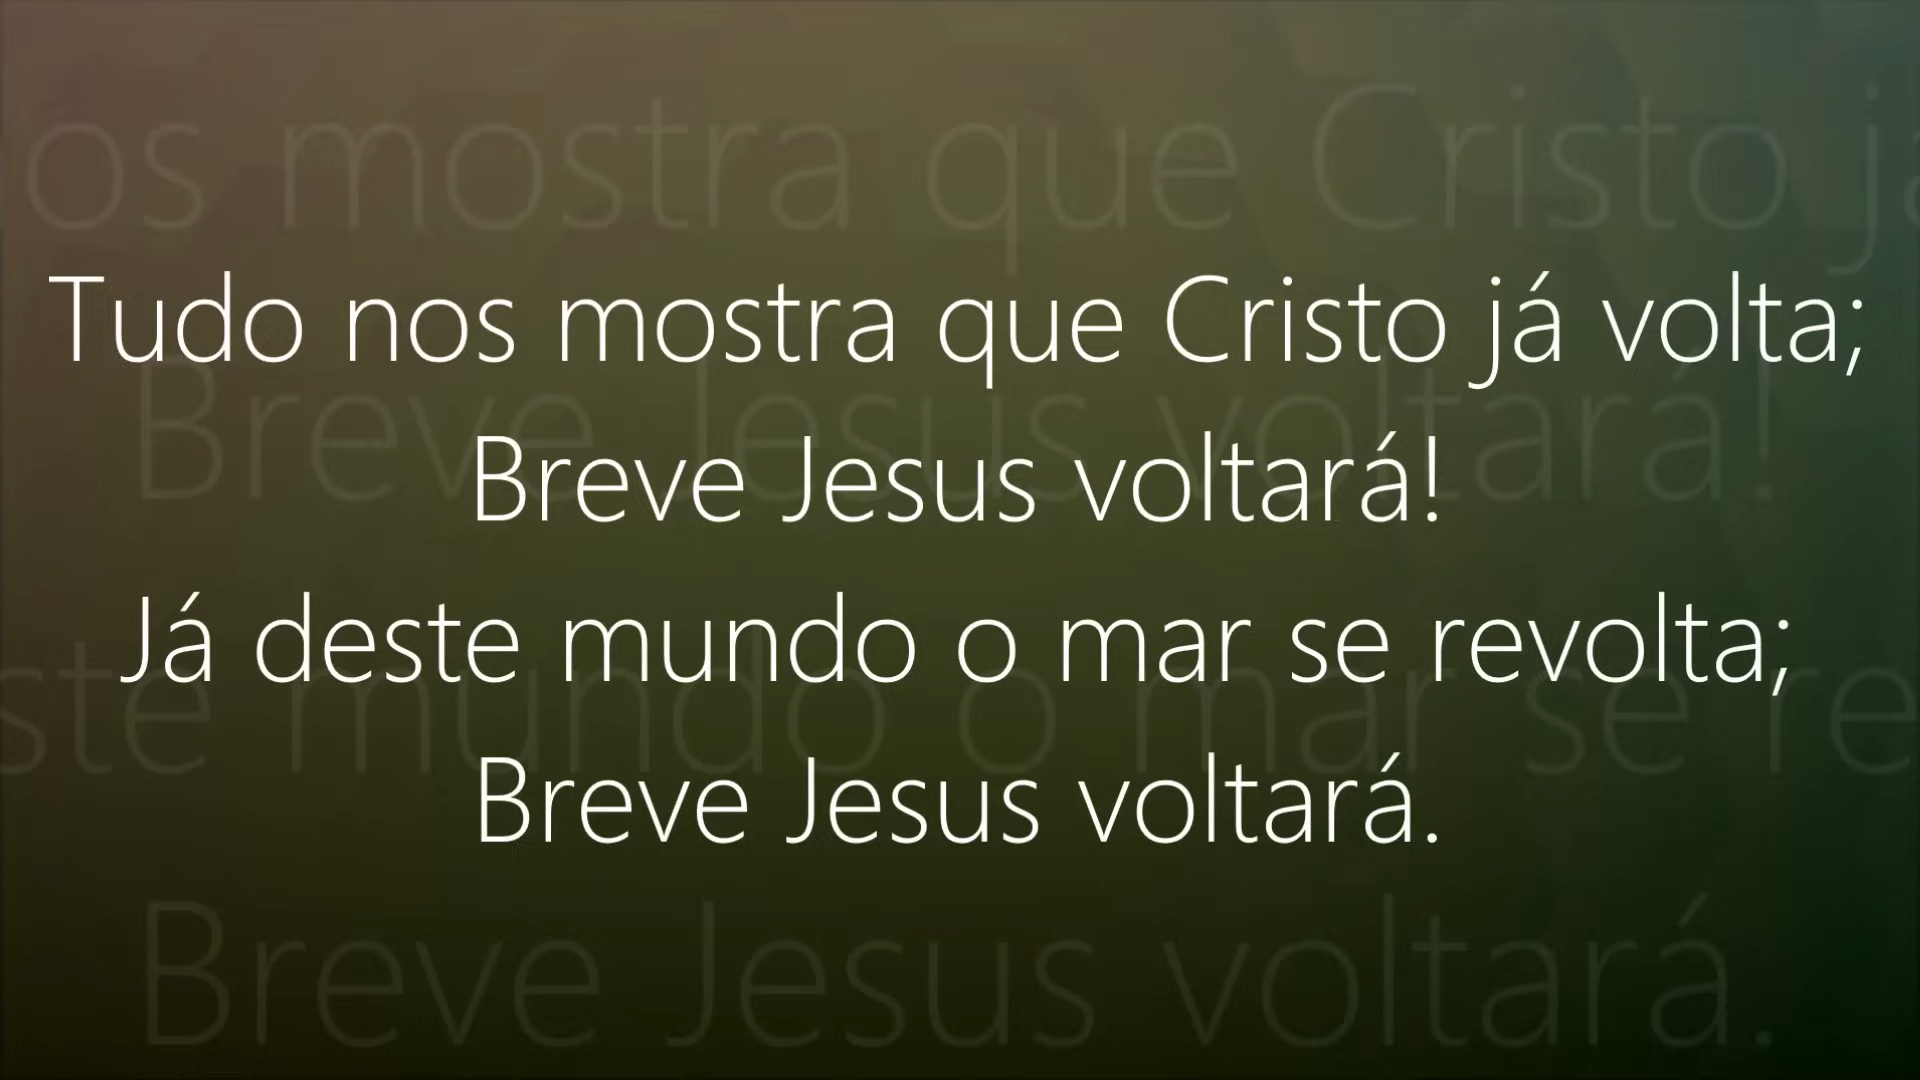 Tudo nos mostra que Cristo já volta;
Breve Jesus voltará!
Já deste mundo o mar se revolta;
Breve Jesus voltará.